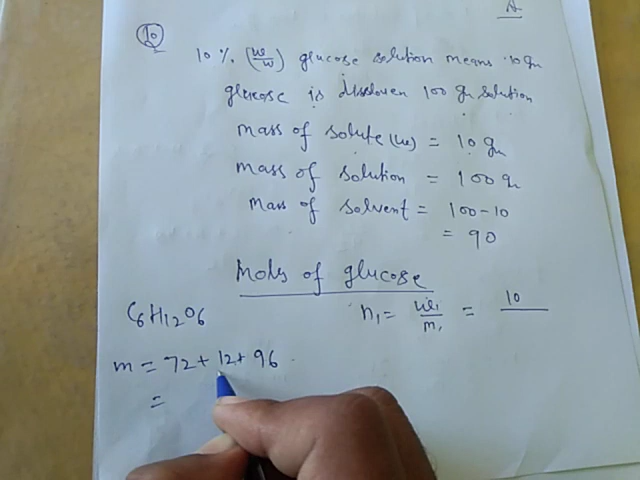 10
10 %. (w/w) glucose solution means 10 gm
glucose is dissloven 100 gm solution
mass of solute (w) = 10 gm
mass of solution = 100 gm
mass of solvent = 100-10
= 90
Mols of glucose
C6H12O6
n1 = w1/m1 = 10
m = 72+12+96
=